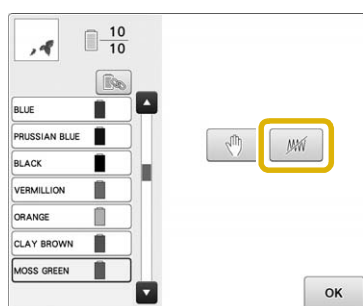 10
10
BLUE
PRUSSIAN BLUE
BLACK
VERMILLION
ORANGE
CLAY BROWN
MOSS GREEN
OK